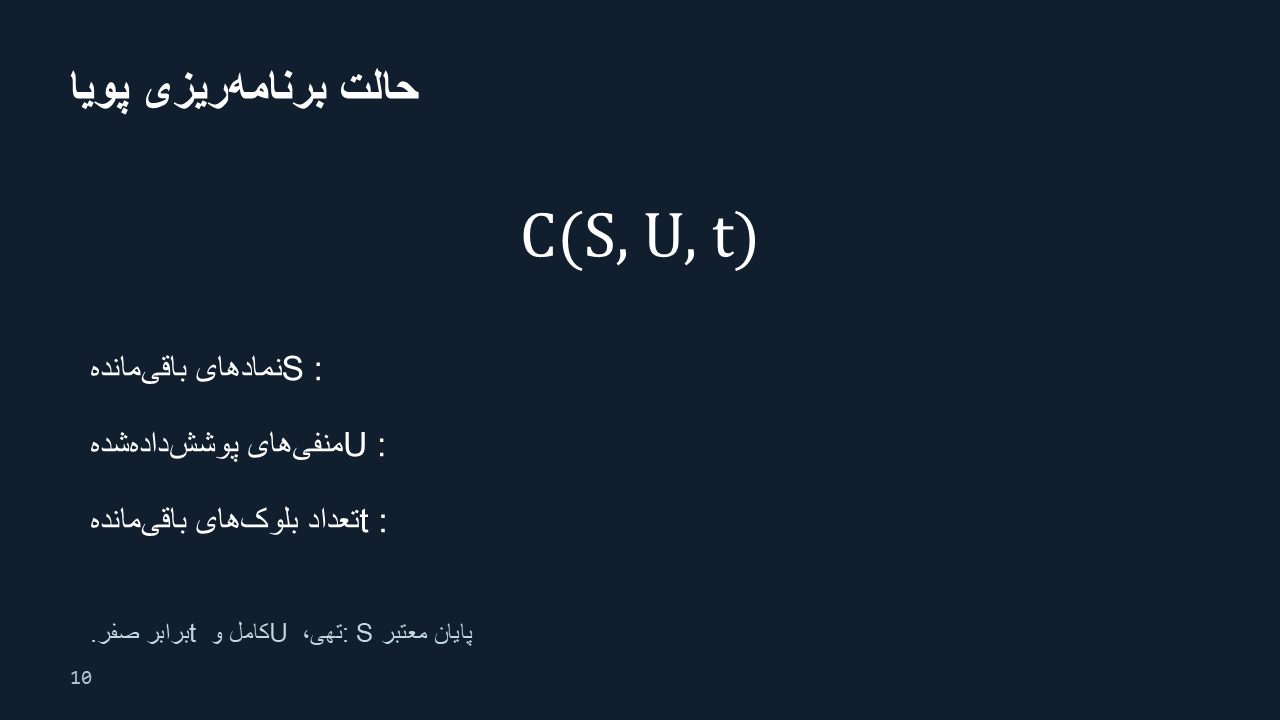 حالت برنامه‌ریزی پویا
C(S, U, t)
S: نمادهای باقی‌مانده
U: منفی‌های پوشش‌داده‌شده
t: تعداد بلوک‌های باقی‌مانده
پایان معتبر: S تهی، U کامل و t برابر صفر.
10